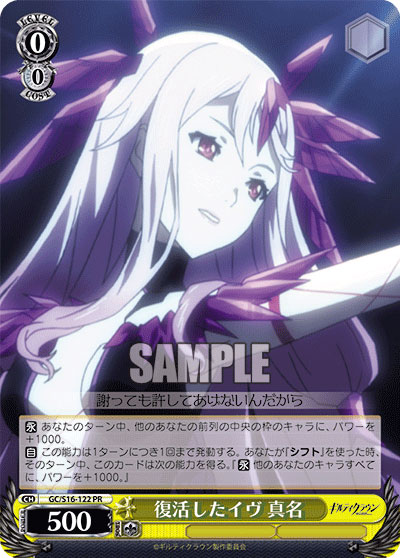 LEVEL
0
0
COST
SAMPLE
謝っても許してあげないんだから
永 あなたのターン中、他のあなたの前列の中央の枠のキャラに、パワーを
+1000。
自 この能力は1ターンにつき1回まで発動する。あなたが「シフト」を使った時、
そのターン中、このカードは次の能力を得る。『永 他のあなたのキャラすべ
てに、パワーを+1000。』
CH
GC/S16-122 PR
POWER
500
復活したイヴ 真名
ギルティクラウン
©ギルティクラウン製作委員会